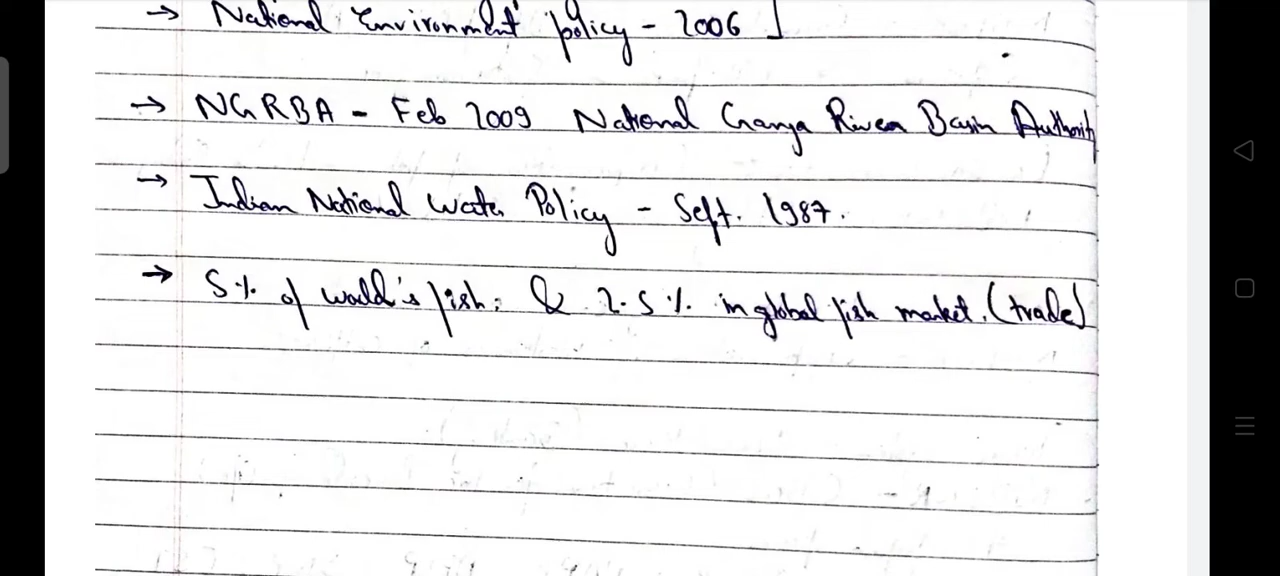 → National Environment policy - 2006 ]
→ NGRBA - Feb 2009 National Ganga River Basin Authority
→ Indian National Water Policy - Sept. 1987.
→ 5% of world's fish. & 2.5% in global fish market. (trade)